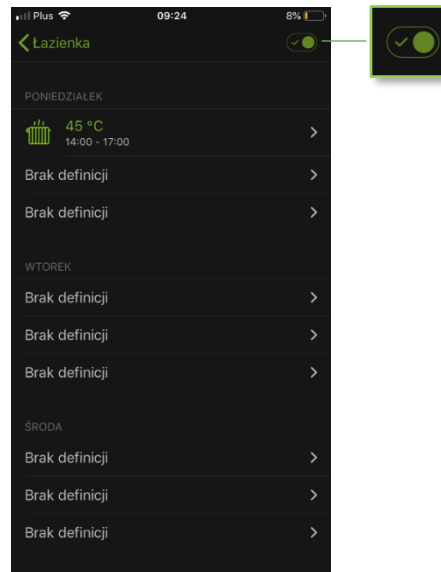 Plus 09:24 8%
Łazienka
PONIEDZIAŁEK
45 °C
14:00 - 17:00
Brak definicji
Brak definicji
WTOREK
Brak definicji
Brak definicji
Brak definicji
ŚRODA
Brak definicji
Brak definicji
Brak definicji